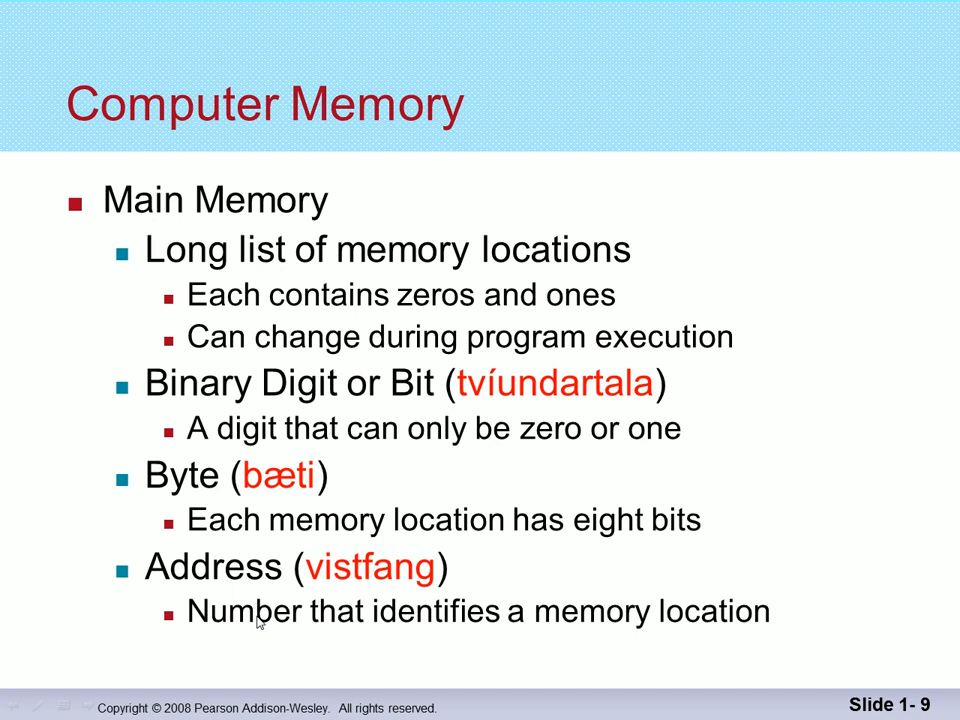 Computer Memory
Main Memory
Long list of memory locations
Each contains zeros and ones
Can change during program execution
Binary Digit or Bit (tvíundartala)
A digit that can only be zero or one
Byte (bæti)
Each memory location has eight bits
Address (vistfang)
Number that identifies a memory location
Copyright © 2008 Pearson Addison-Wesley. All rights reserved.
Slide 1- 9